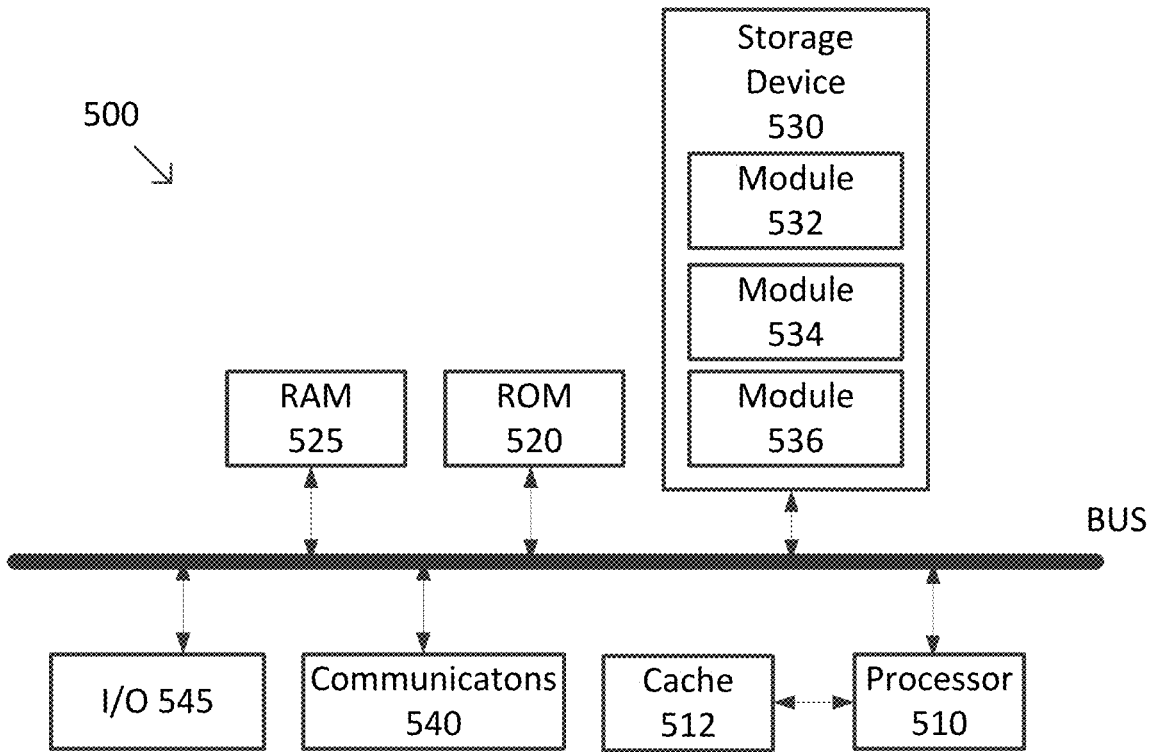 Storage
Device
530
500
Module
532
Module
534
Module
536
RAM
525
ROM
520
BUS
I/O 545
Communicatons
540
Cache
512
Processor
510